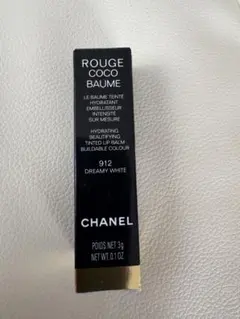 ROUGE
COCO
BAUME
LE BAUME TEINTÉ
HYDRATANT
EMBELLISSEUR
INTENSITÉ
SUR MESURE
HYDRATING
BEAUTIFYING
TINTED LIP BALM
BUILDABLE COLOUR
912
DREAMY WHITE
CHANEL
POIDS NET 3g
NET WT. 0.1 OZ.